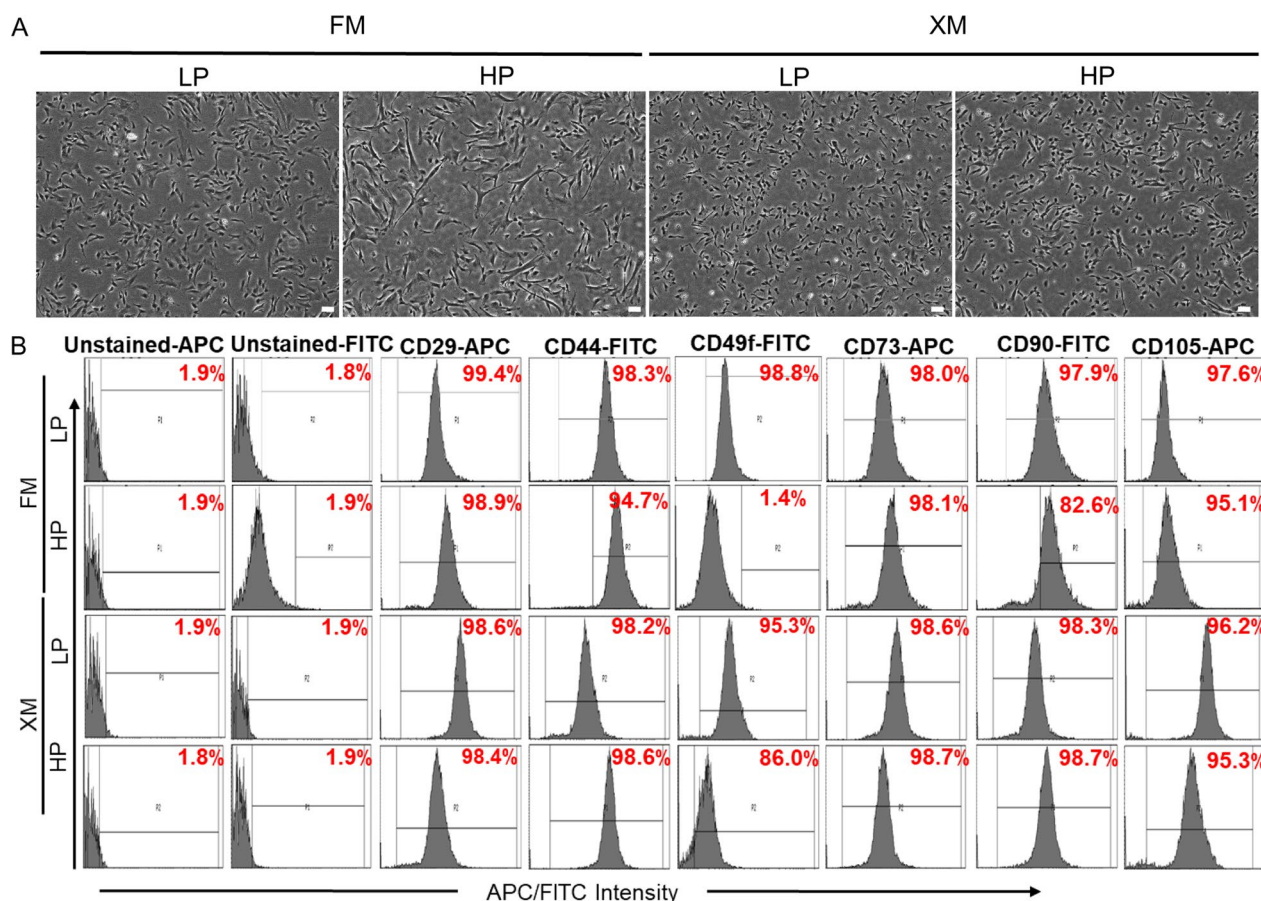 A
FM
XM
LP
HP
LP
HP
B
Unstained-APC
Unstained-FITC
CD29-APC
CD44-FITC
CD49f-FITC
CD73-APC
CD90-FITC
CD105-APC
FM
LP
1.9%
1.8%
99.4%
98.3%
98.8%
98.0%
97.9%
97.6%
HP
1.9%
1.9%
98.9%
94.7%
1.4%
98.1%
82.6%
95.1%
XM
LP
1.9%
1.9%
98.6%
98.2%
95.3%
98.6%
98.3%
96.2%
HP
1.8%
1.9%
98.4%
98.6%
86.0%
98.7%
98.7%
95.3%
APC/FITC Intensity